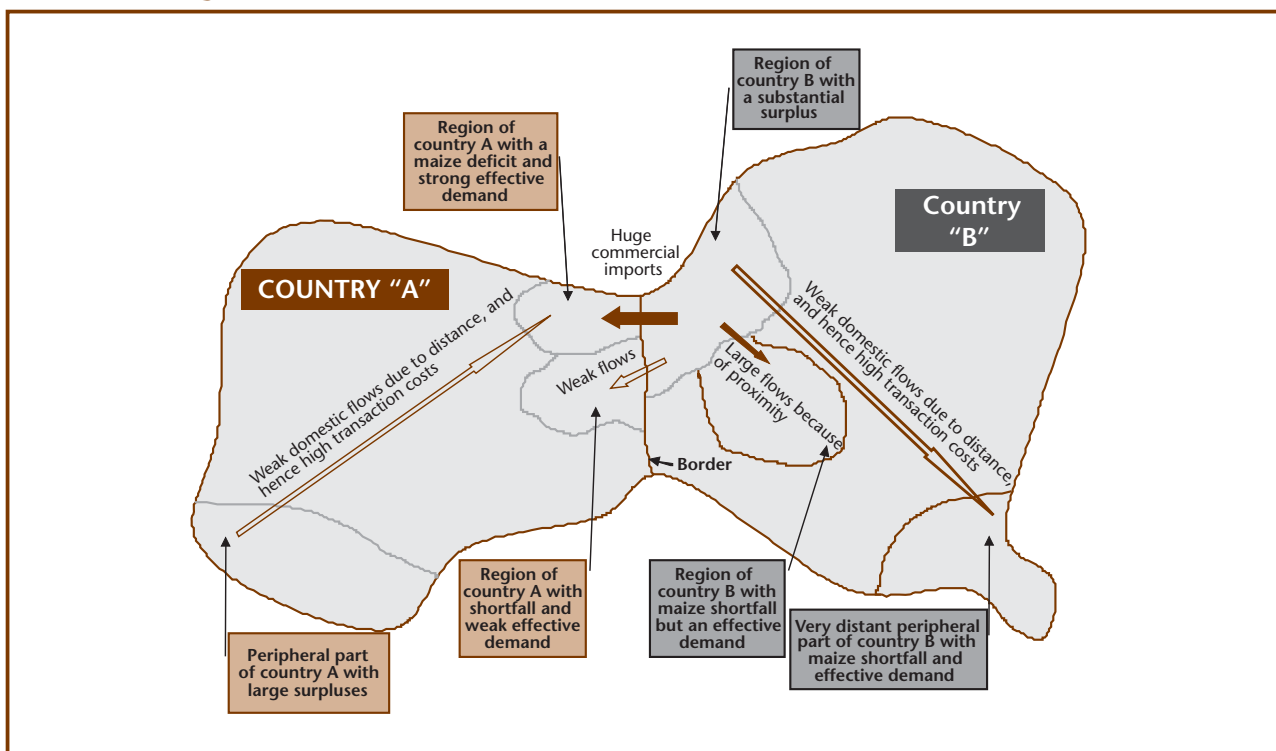 Region of
country B with
a substantial
surplus
Region of
country A with a
maize deficit and
strong effective
demand
Country
"B"
Huge
commercial
imports
COUNTRY "A"
Weak domestic flows due to distance, and
hence high transaction costs
Weak flows
Large flows because
of proximity
Weak domestic flows due to distance,
and hence high transaction costs
Border
Region of
country A with
shortfall and
weak effective
demand
Region of
country B with
maize shortfall
but an effective
demand
Very distant peripheral
part of country B with
maize shortfall and
effective demand
Peripheral part
of country A with
large surpluses